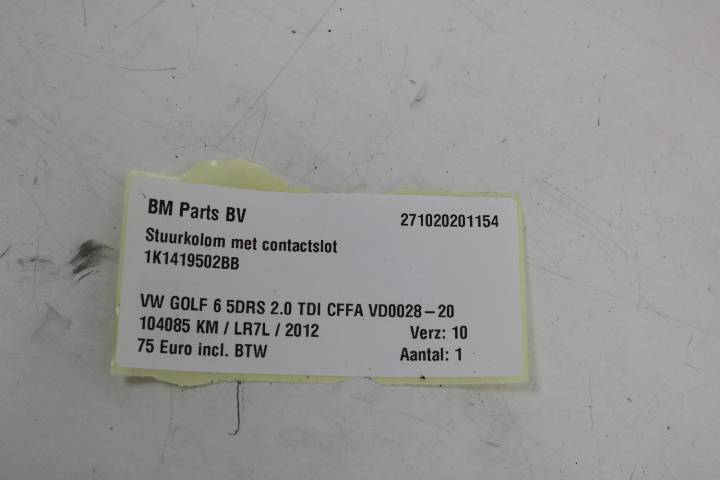 BM Parts BV 271020201154
Stuurkolom met contactslot
1K1419502BB
VW GOLF 6 5DRS 2.0 TDI CFFA VD0028-20
104085 KM / LR7L / 2012 Verz: 10
75 Euro incl. BTW Aantal: 1